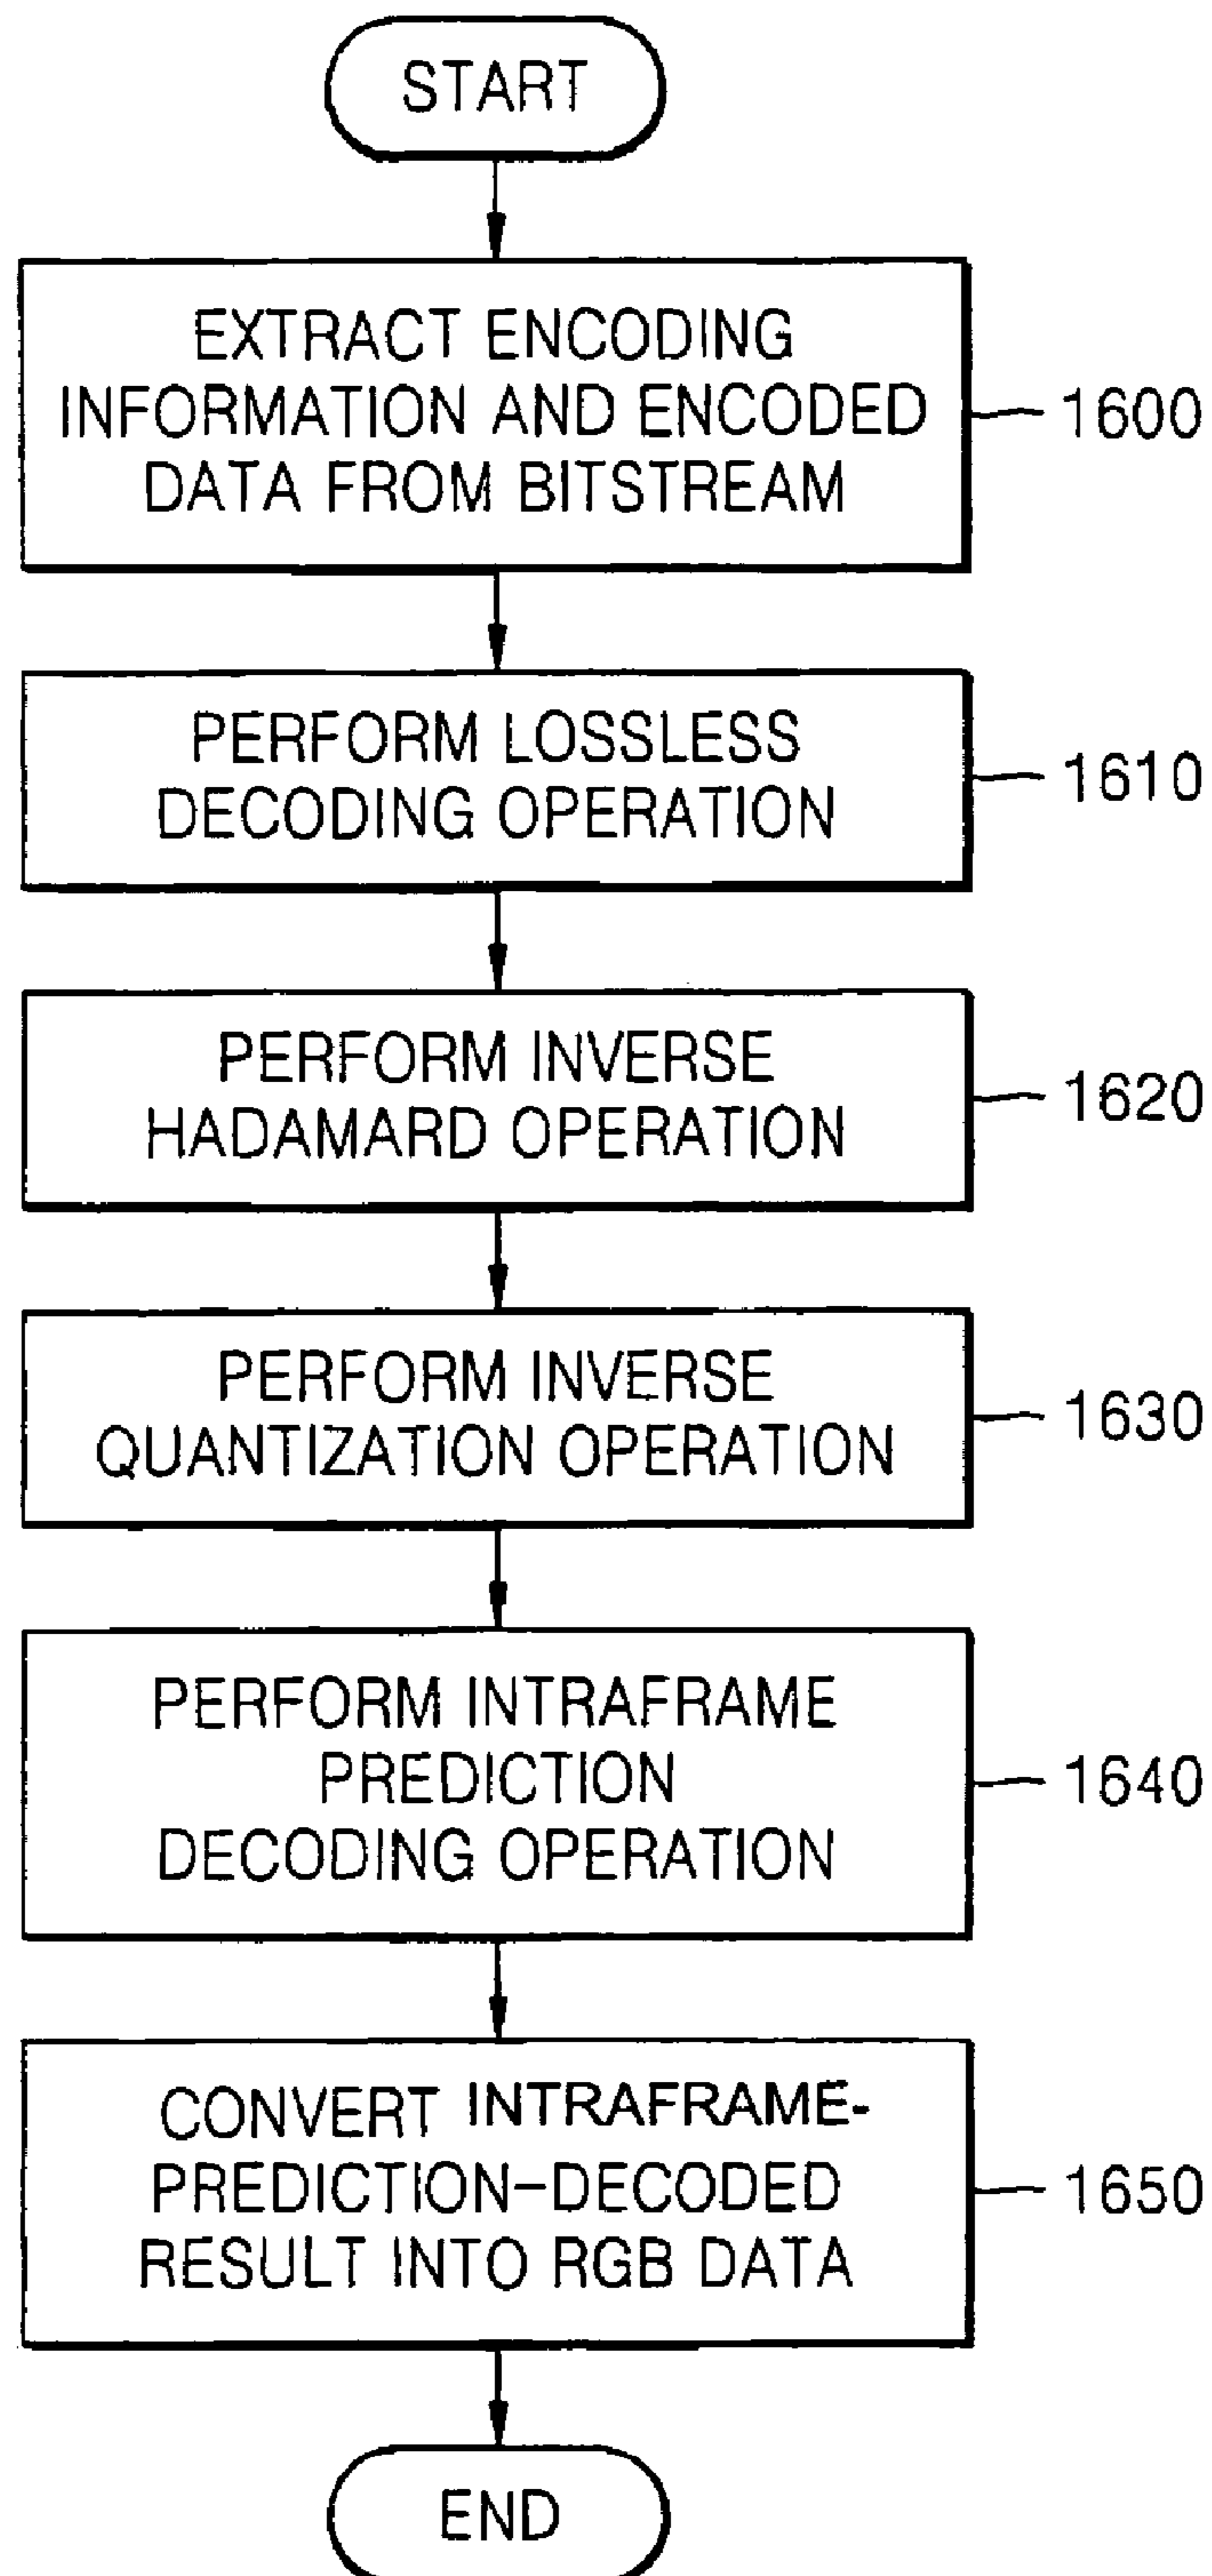 START
EXTRACT ENCODING
INFORMATION AND ENCODED
DATA FROM BITSTREAM
1600
PERFORM LOSSLESS
DECODING OPERATION
1610
PERFORM INVERSE
HADAMARD OPERATION
1620
PERFORM INVERSE
QUANTIZATION OPERATION
1630
PERFORM INTRAFRAME
PREDICTION
DECODING OPERATION
1640
CONVERT INTRAFRAME-
PREDICTION-DECODED
RESULT INTO RGB DATA
1650
END